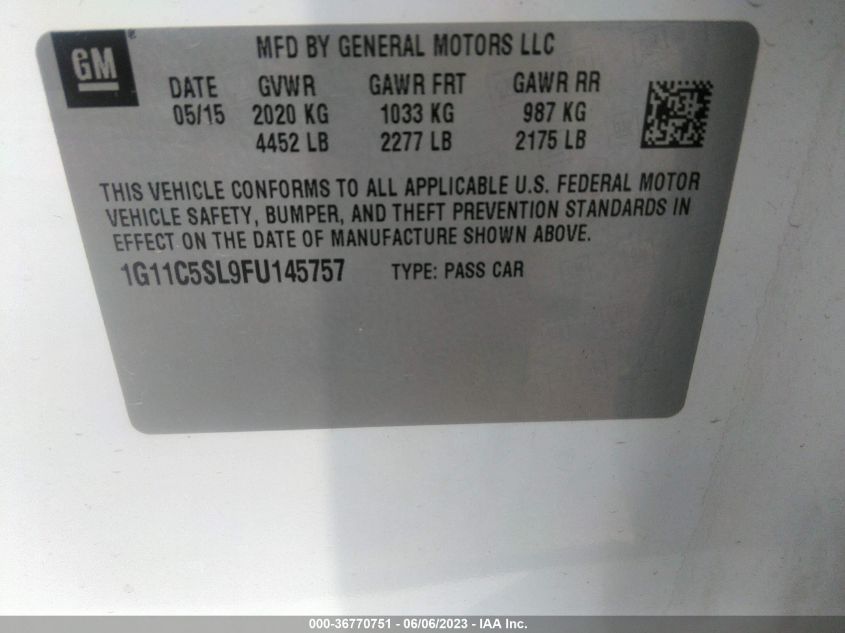 GM
MFD BY GENERAL MOTORS LLC
DATE GVWR GAWR FRT GAWR RR
05/15 2020 KG 1033 KG 987 KG
4452 LB 2277 LB 2175 LB
THIS VEHICLE CONFORMS TO ALL APPLICABLE U.S. FEDERAL MOTOR
VEHICLE SAFETY, BUMPER, AND THEFT PREVENTION STANDARDS IN
EFFECT ON THE DATE OF MANUFACTURE SHOWN ABOVE.
1G11C5SL9FU145757 TYPE: PASS CAR
000-36770751 - 06/06/2023 - IAA Inc.